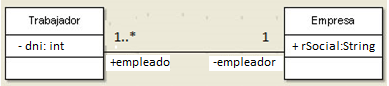 Trabajador
- dni: int
1..*
+empleado
1
-empleador
Empresa
+ rSocial:String